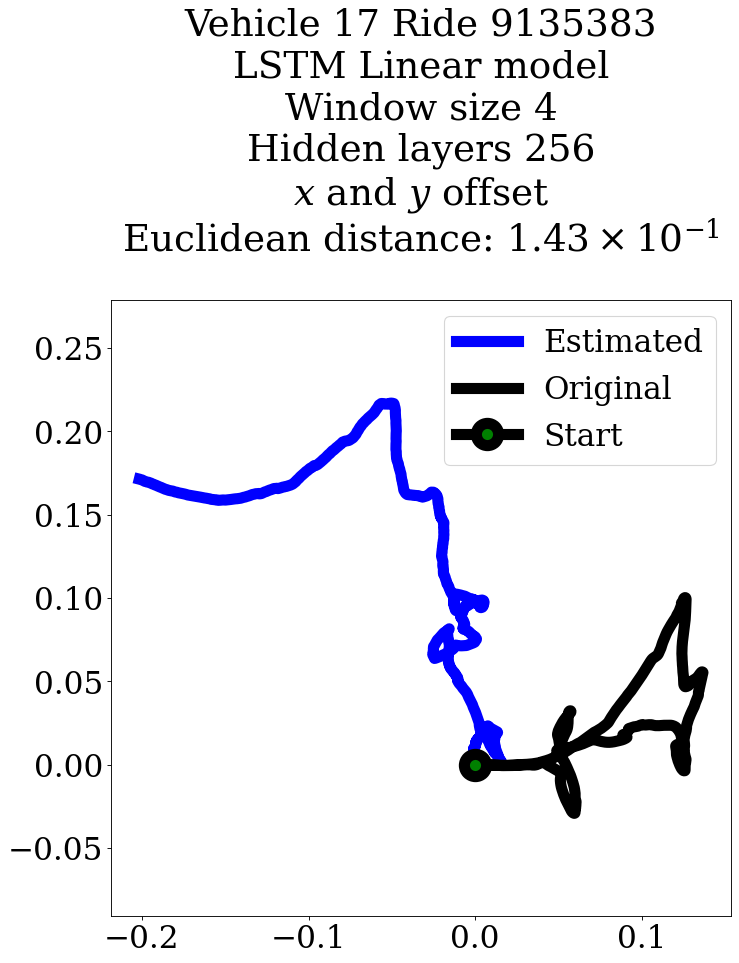 Vehicle 17 Ride 9135383
LSTM Linear model
Window size 4
Hidden layers 256
x and y offset
Euclidean distance: 1.43 × 10⁻¹
Estimated
Original
Start
0.25
0.20
0.15
0.10
0.05
0.00
−0.05
−0.2 −0.1 0.0 0.1